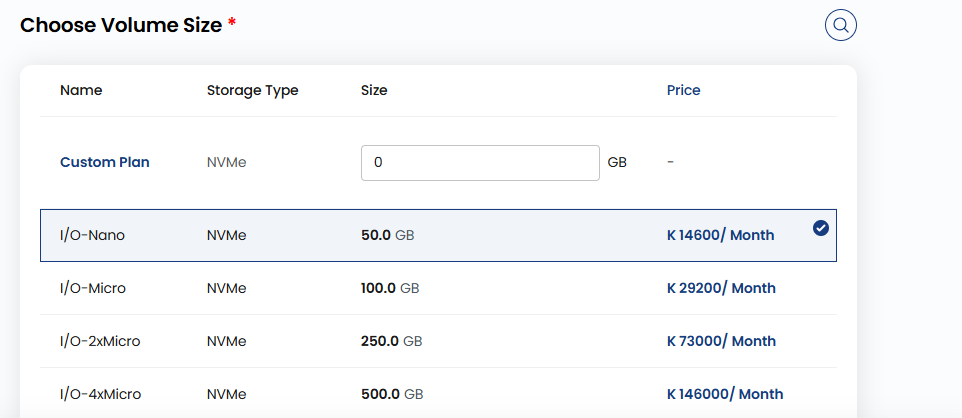 Choose Volume Size *
Name Storage Type Size Price
Custom Plan NVMe 0 GB -
I/O-Nano NVMe 50.0 GB K 14600/ Month
I/O-Micro NVMe 100.0 GB K 29200/ Month
I/O-2xMicro NVMe 250.0 GB K 73000/ Month
I/O-4xMicro NVMe 500.0 GB K 146000/ Month